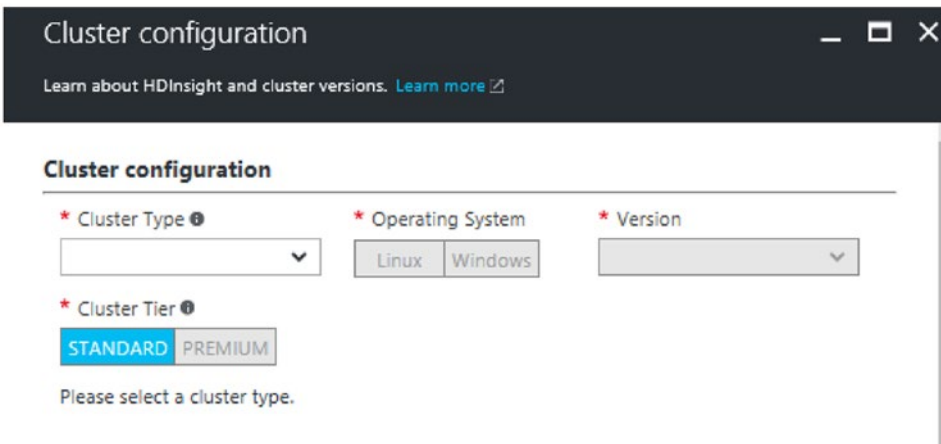 Cluster configuration
Learn about HDInsight and cluster versions. Learn more
Cluster configuration
* Cluster Type * Operating System * Version
Linux Windows
* Cluster Tier
STANDARD PREMIUM
Please select a cluster type.